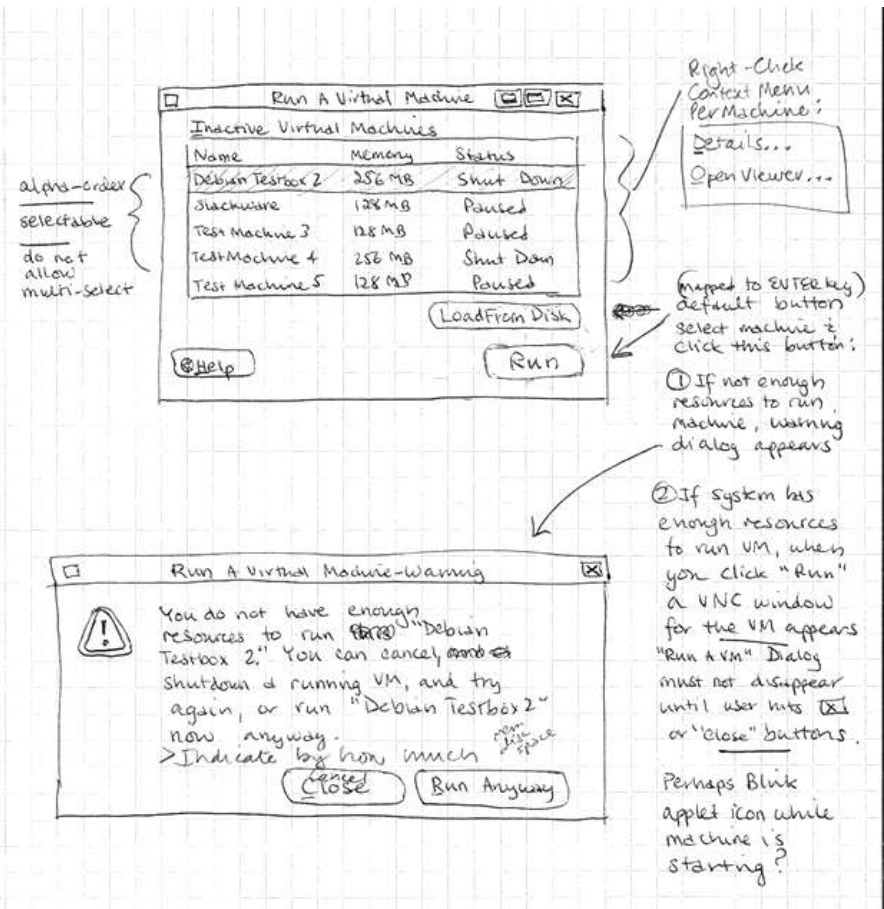 Run A Virtual Machine
Inactive Virtual Machines
Name Memory Status
Debian Testbox 2 256 MB Shut Down
Slackware 128 MB Paused
Test Machine 3 128 MB Paused
Test Machine 4 256 MB Shut Down
Test Machine 5 128 MB Paused
Load From Disk
Help
Run
alpha-order
selectable
do not
allow
multi-select
Right-Click
Context Menu
Per Machine:
Details...
Open Viewer...
(mapped to ENTER key)
default button
select machine &
click this button:
① If not enough
resources to run
machine, warning
dialog appears
② If system has
enough resources
to run VM, when
you click "Run"
a VNC window
for the VM appears
"Run A VM" Dialog
must not disappear
until user hits X
or "close" buttons.
Perhaps Blink
applet icon while
machine is
starting?
Run A Virtual Machine-Warning
!
You do not have enough
resources to run "Debian
Testbox 2." You can cancel,
shutdown a running VM, and try
again, or run "Debian Testbox 2"
now anyway.
>Indicate by how much
mem
disk
space
Cancel
Close
Run Anyway